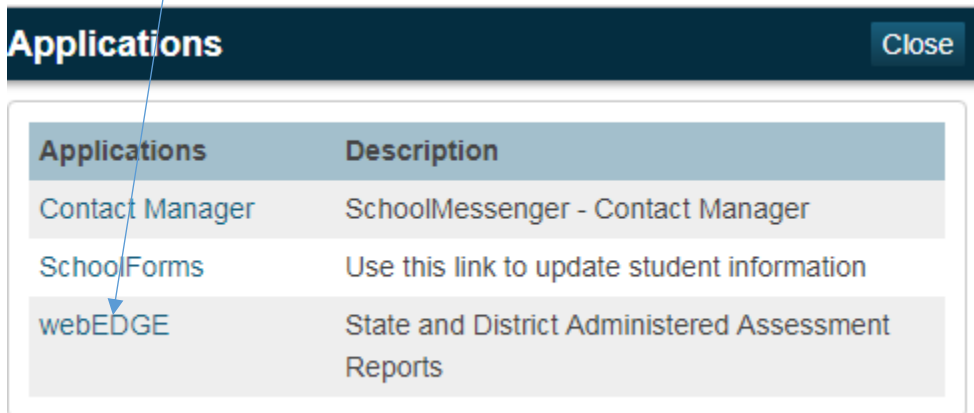 Applications Close
Applications Description
Contact Manager SchoolMessenger - Contact Manager
SchoolForms Use this link to update student information
webEDGE State and District Administered Assessment
Reports